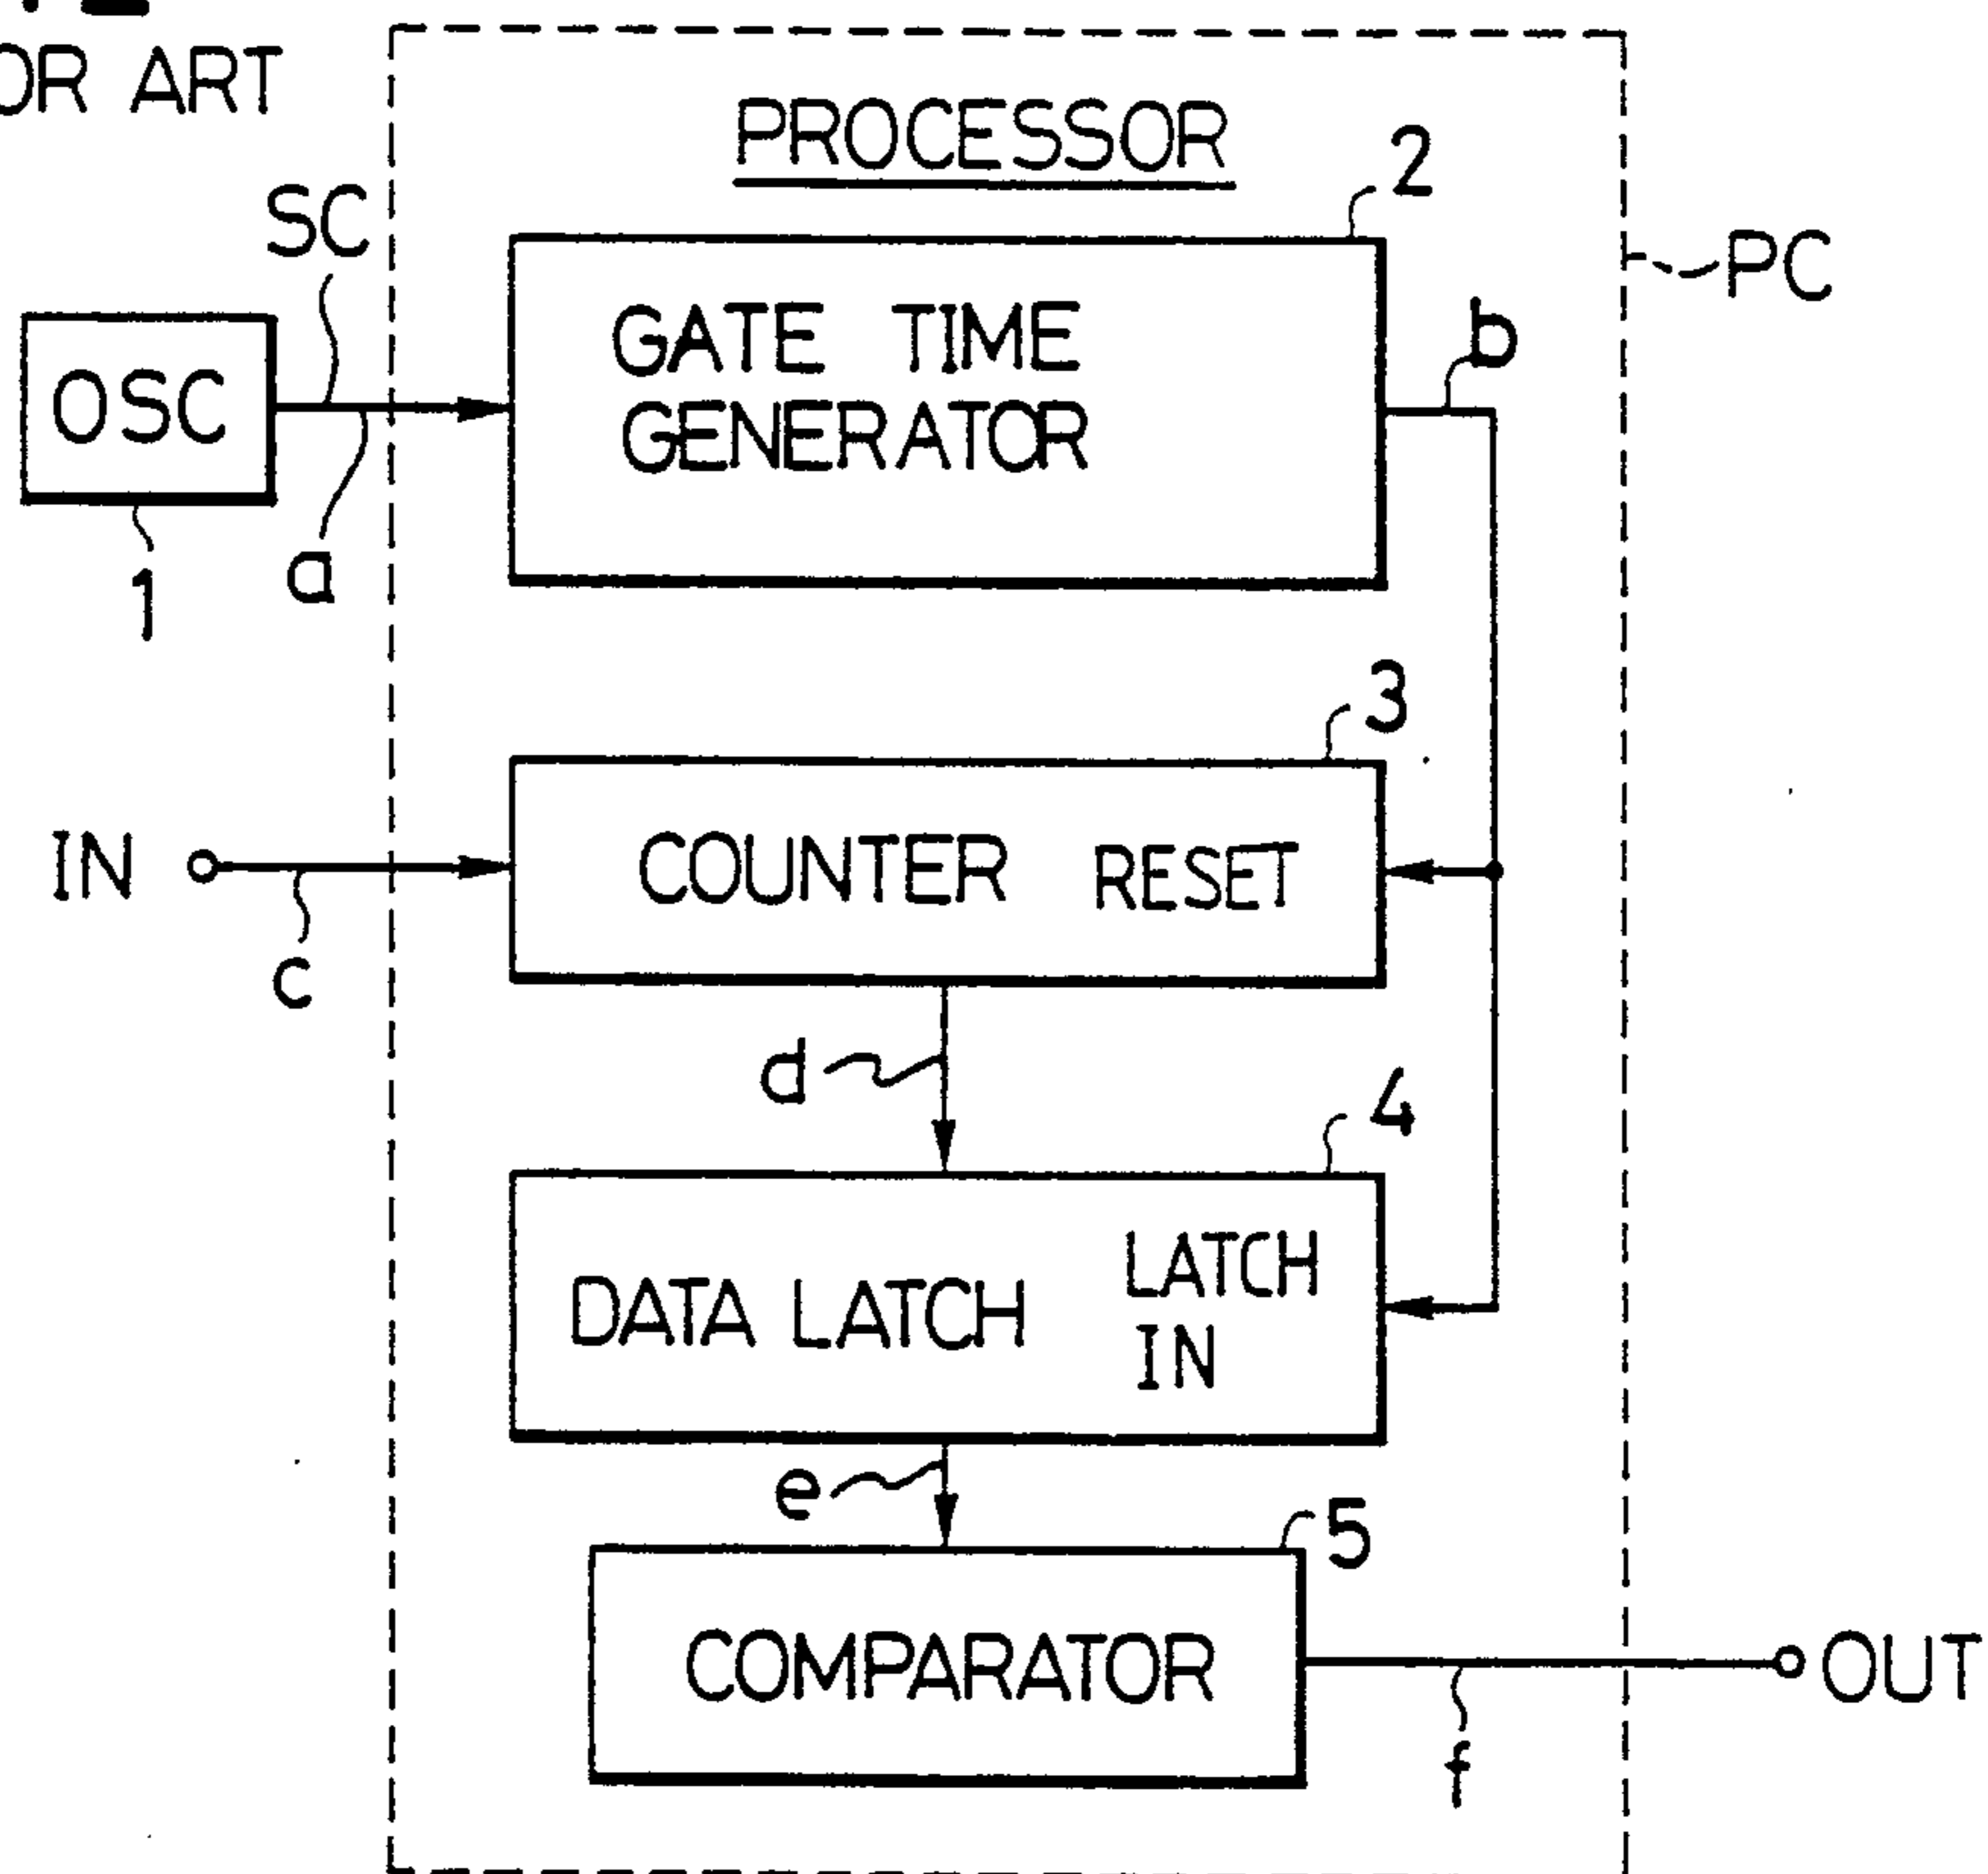 ART
PROCESSOR
2
SC
PC
GATE TIME
GENERATOR
b
OSC
a
1
3
IN
COUNTER RESET
c
d
4
DATA LATCH
LATCH
IN
e
5
COMPARATOR
OUT
f